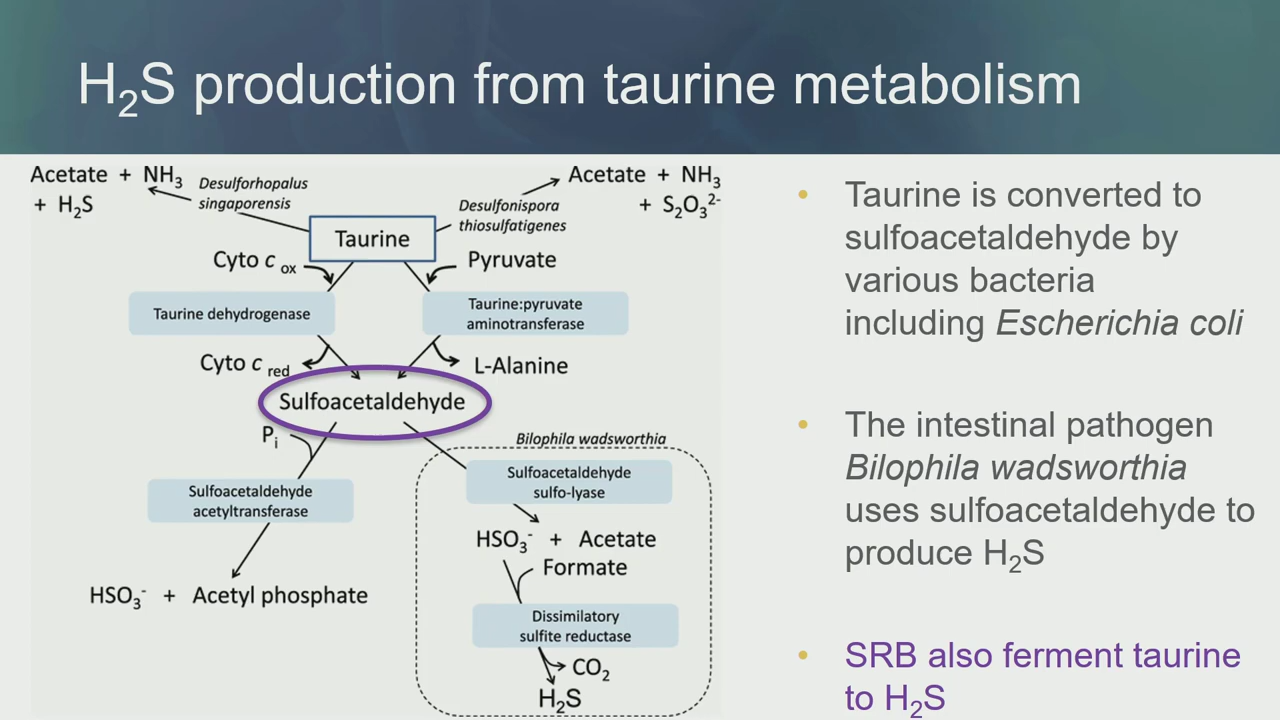 H₂S production from taurine metabolism
Acetate + NH₃
+ H₂S
Desulforhopalus
singaporensis
Desulfonispora
thiosulfatigenes
Acetate + NH₃
+ S₂O₃²⁻
Taurine
Cyto c ox
Pyruvate
Taurine dehydrogenase
Taurine:pyruvate
aminotransferase
Cyto c red
L-Alanine
Sulfoacetaldehyde
Pᵢ
Bilophila wadsworthia
Sulfoacetaldehyde
acetyltransferase
Sulfoacetaldehyde
sulfo-lyase
HSO₃⁻ + Acetate
Formate
HSO₃⁻ + Acetyl phosphate
Dissimilatory
sulfite reductase
CO₂
H₂S
• Taurine is converted to
sulfoacetaldehyde by
various bacteria
including Escherichia coli
• The intestinal pathogen
Bilophila wadsworthia
uses sulfoacetaldehyde to
produce H₂S
• SRB also ferment taurine
to H₂S